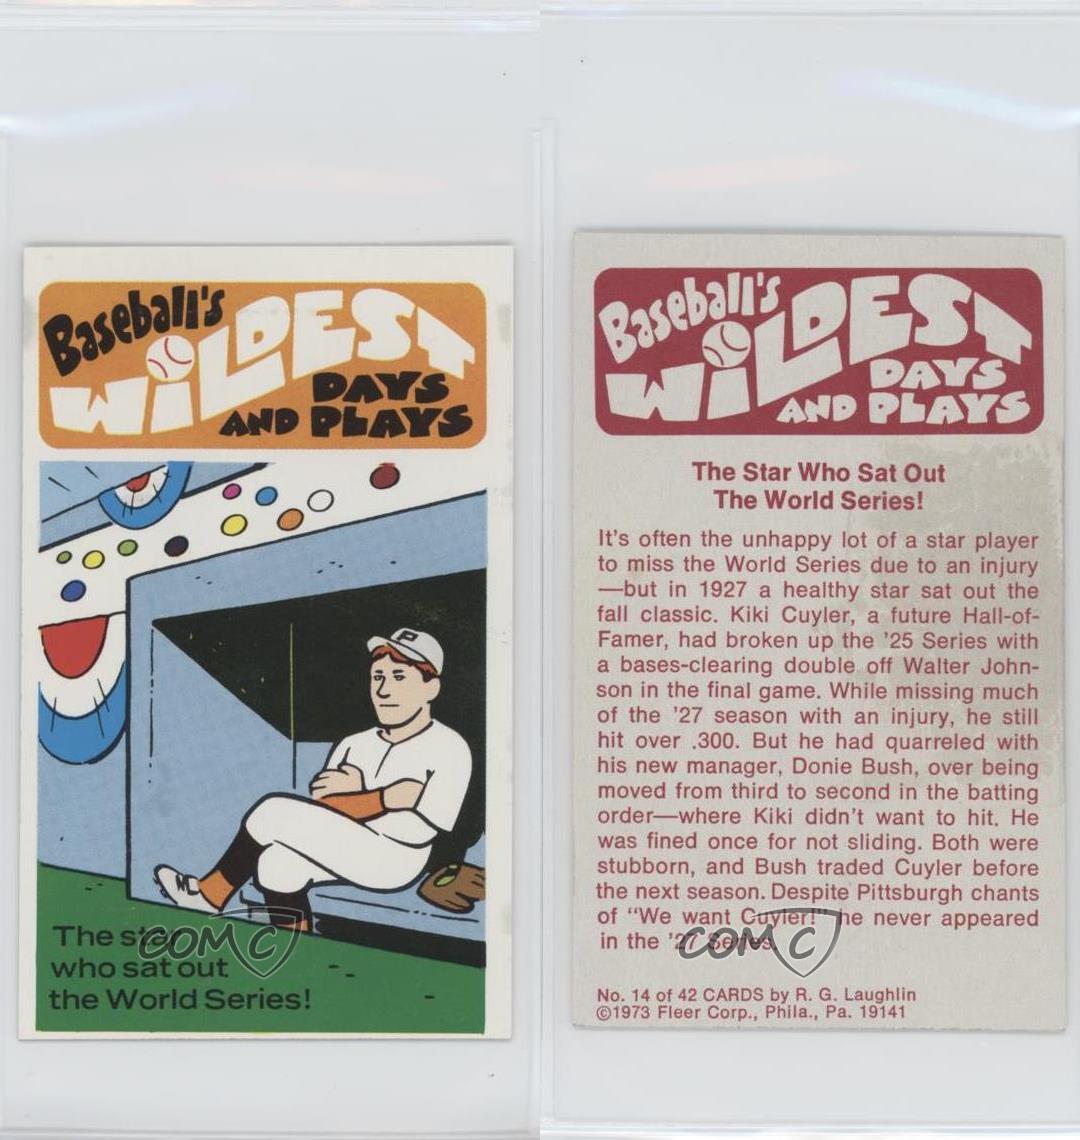 Baseball's
WiLDEST
DAYS
AND PLAYS
P
The star
who sat out
the World Series!
COMC
Baseball's
WiLDEST
DAYS
AND PLAYS
The Star Who Sat Out
The World Series!
It's often the unhappy lot of a star player
to miss the World Series due to an injury
—but in 1927 a healthy star sat out the
fall classic. Kiki Cuyler, a future Hall-of-
Famer, had broken up the '25 Series with
a bases-clearing double off Walter John-
son in the final game. While missing much
of the '27 season with an injury, he still
hit over .300. But he had quarreled with
his new manager, Donie Bush, over being
moved from third to second in the batting
order—where Kiki didn't want to hit. He
was fined once for not sliding. Both were
stubborn, and Bush traded Cuyler before
the next season. Despite Pittsburgh chants
of "We want Cuyler!" he never appeared
in the '27 Series.
COMC
No. 14 of 42 CARDS by R. G. Laughlin
©1973 Fleer Corp., Phila., Pa. 19141